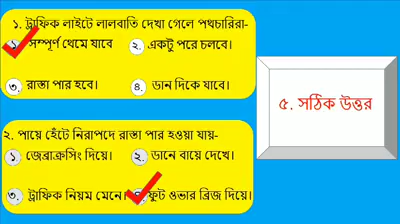 ১. ট্রাফিক লাইটে লালবাতি দেখা গেলে পথচারিরা-
১. সম্পূর্ণ থেমে যাবে ২. একটু পরে চলবে।
৩. রাস্তা পার হবে। ৪. ডান দিকে যাবে।
৫. সঠিক উত্তর
২. পায়ে হেঁটে নিরাপদে রাস্তা পার হওয়া যায়-
১. জেব্রাক্রসিং দিয়ে। ২. ডানে বায়ে দেখে।
৩. ট্রাফিক নিয়ম মেনে। ফুট ওভার ব্রিজ দিয়ে।